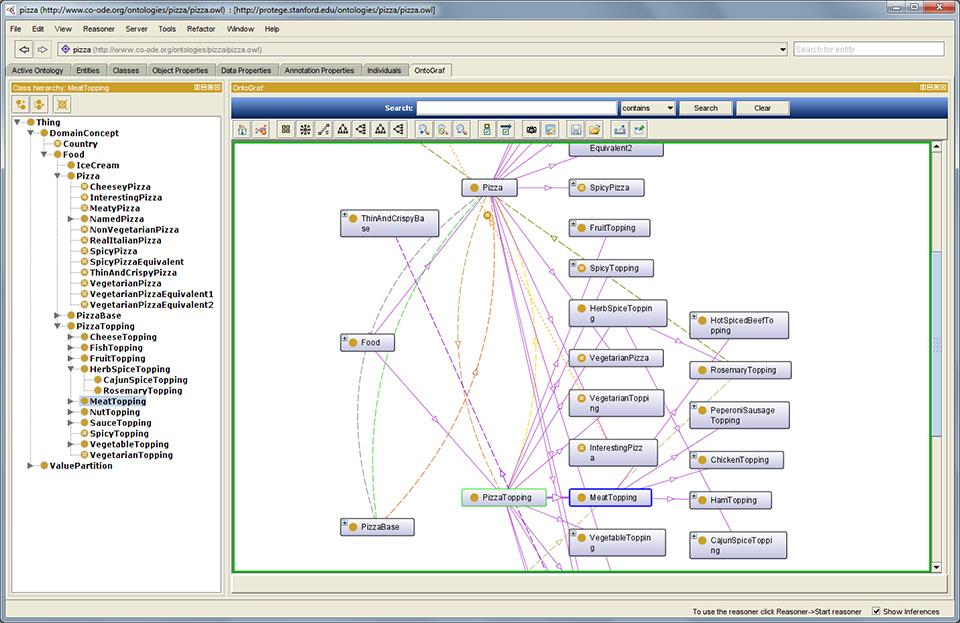 pizza (http://www.co-ode.org/ontologies/pizza/pizza.owl) : [http://protege.stanford.edu/ontologies/pizza/pizza.owl]
File Edit View Reasoner Server Tools Refactor Window Help
pizza (http://www.co-ode.org/ontologies/pizza/pizza.owl)
Search for entity
Active Ontology Entities Classes Object Properties Data Properties Annotation Properties Individuals OntoGraf
Class hierarchy: MeatTopping
Thing
DomainConcept
Country
Food
IceCream
Pizza
CheeseyPizza
InterestingPizza
MeatyPizza
NamedPizza
NonVegetarianPizza
RealItalianPizza
SpicyPizza
SpicyPizzaEquivalent
ThinAndCrispyPizza
VegetarianPizza
VegetarianPizzaEquivalent1
VegetarianPizzaEquivalent2
PizzaBase
PizzaTopping
CheeseTopping
FishTopping
FruitTopping
HerbSpiceTopping
CajunSpiceTopping
RosemaryTopping
MeatTopping
NutTopping
SauceTopping
SpicyTopping
VegetableTopping
VegetarianTopping
ValuePartition
OntoGraf
Search: contains Search Clear
Equivalent2
Pizza
SpicyPizza
ThinAndCrispyBa
se
FruitTopping
SpicyTopping
HerbSpiceToppin
g
HotSpicedBeefTo
pping
Food
VegetarianPizza
RosemaryTopping
VegetarianToppi
ng
PeperoniSausage
Topping
InterestingPizz
a
ChickenTopping
PizzaTopping
MeatTopping
HamTopping
PizzaBase
VegetableToppin
g
CajunSpiceToppi
ng
To use the reasoner click Reasoner->Start reasoner
Show Inferences